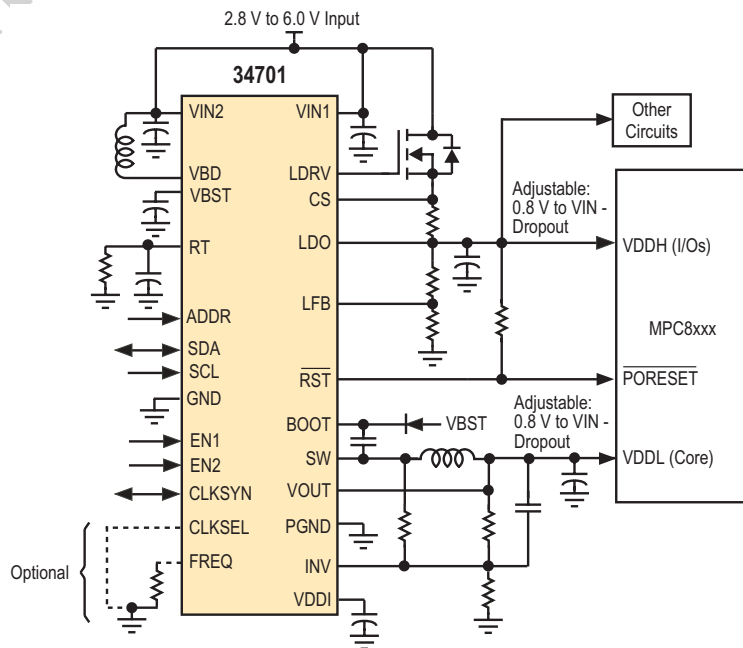 2.8 V to 6.0 V Input
34701
VIN2
VBD
VBST
RT
ADDR
SDA
SCL
GND
EN1
EN2
CLKSYN
CLKSEL
FREQ
Optional
VIN1
LDRV
CS
LDO
LFB
RST
BOOT
SW
VOUT
PGND
INV
VDDI
VBST
Other
Circuits
Adjustable:
0.8 V to VIN -
Dropout
Adjustable:
0.8 V to VIN -
Dropout
VDDH (I/Os)
MPC8xxx
PORESET
VDDL (Core)